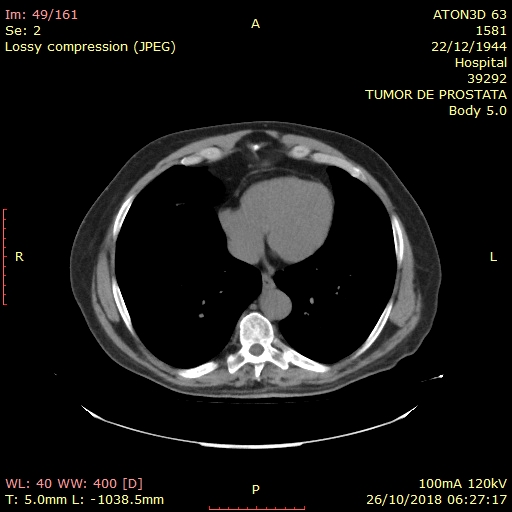 Im: 49/161
Se: 2
Lossy compression (JPEG)
A
ATON3D 63
1581
22/12/1944
Hospital
39292
TUMOR DE PROSTATA
Body 5.0
R
L
WL: 40 WW: 400 [D]
T: 5.0mm L: -1038.5mm
P
100mA 120kV
26/10/2018 06:27:17